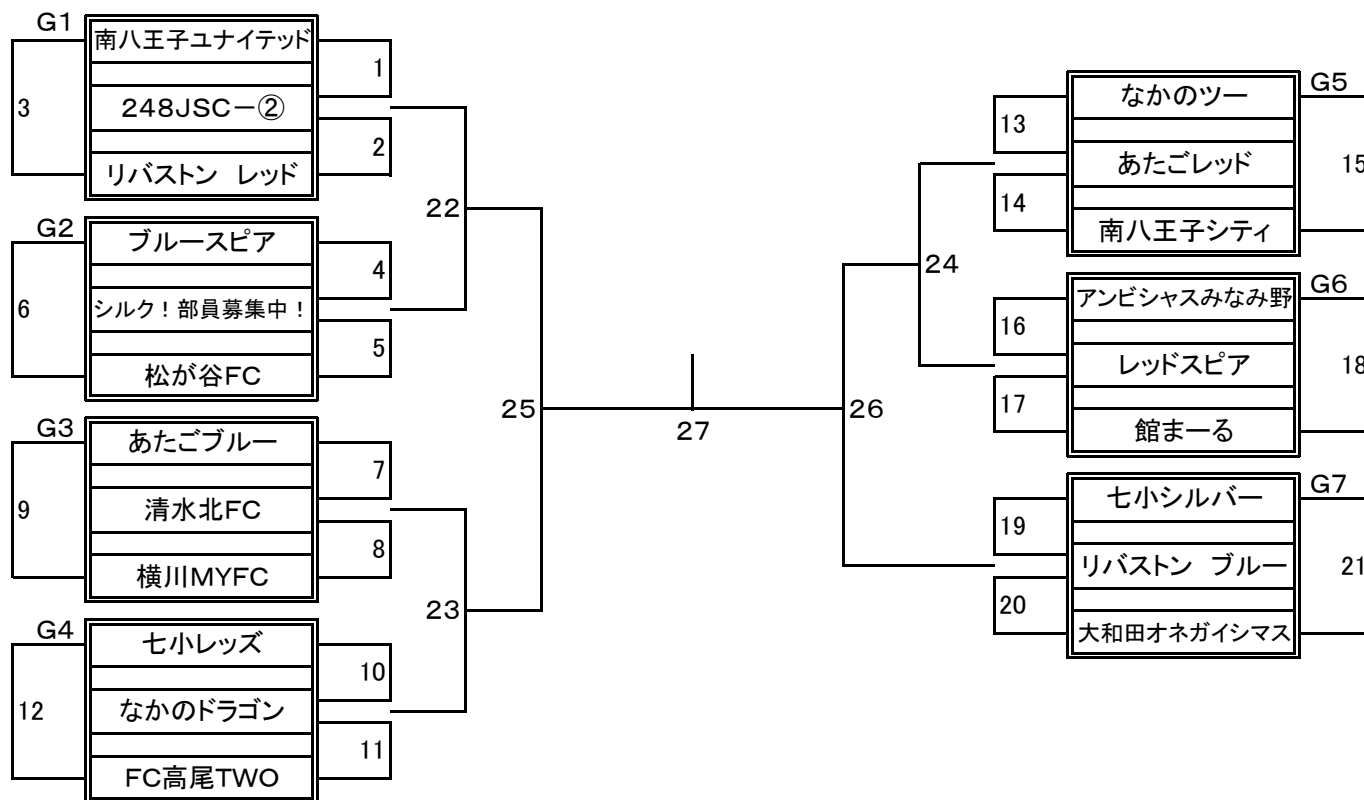 G1
南八王子ユナイテッド
1
3
248JSC－②
2
リバストン　レッド
22
G2
ブルースピア
4
6
シルク！部員募集中！
5
松が谷FC
25
G3
あたごブルー
7
9
清水北FC
8
横川MYFC
23
G4
七小レッズ
10
12
なかのドラゴン
11
FC高尾TWO
27
G5
なかのツー
13
あたごレッド
15
14
南八王子シティ
24
G6
アンビシャスみなみ野
16
レッドスピア
18
17
館まーる
26
G7
七小シルバー
19
リバストン　ブルー
21
20
大和田オネガイシマス